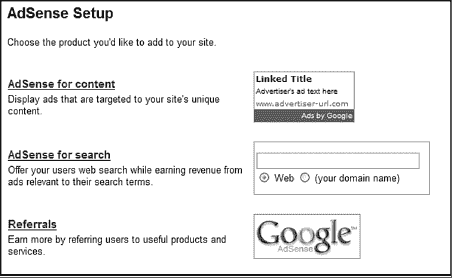 AdSense Setup
Choose the product you'd like to add to your site.
AdSense for content
Display ads that are targeted to your site's unique
content.
Linked Title
Advertiser's ad text here
www.advertiser-url.com
Ads by Google
AdSense for search
Offer your users web search while earning revenue from
ads relevant to their search terms.
Web (your domain name)
Referrals
Earn more by referring users to useful products and
services.
Google™
AdSense